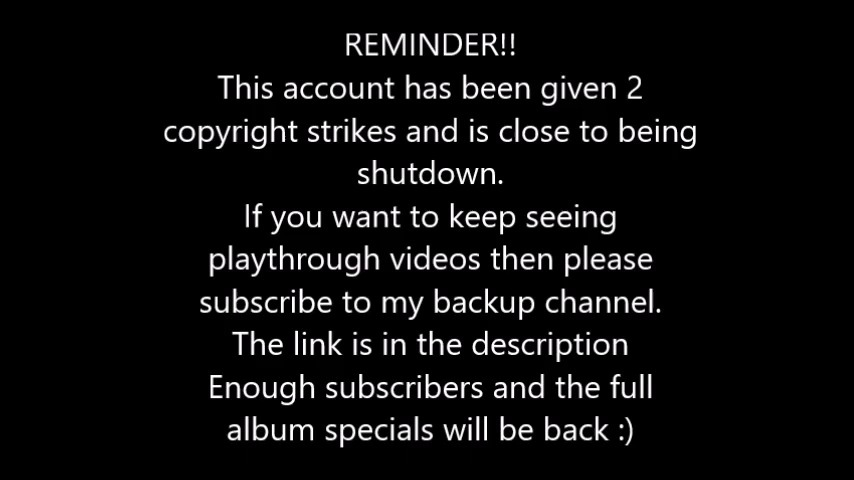 REMINDER!!
This account has been given 2
copyright strikes and is close to being
shutdown.
If you want to keep seeing
playthrough videos then please
subscribe to my backup channel.
The link is in the description
Enough subscribers and the full
album specials will be back :)